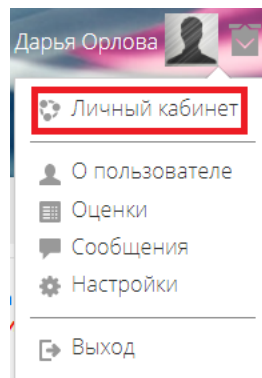 Дарья Орлова
Личный кабинет
О пользователе
Оценки
Сообщения
Настройки
Выход